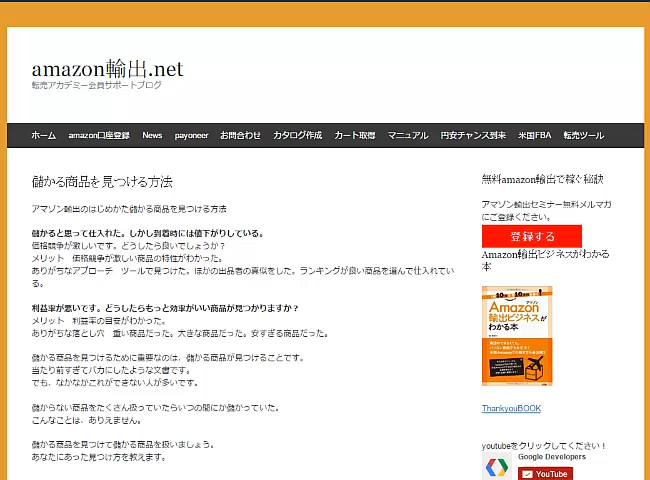 amazon輸出.net
転売アカデミー会員サポートブログ
ホーム amazon口座登録 News payoneer お問合わせ カタログ作成 カート取得 マニュアル 円安チャンス到来 米国FBA 転売ツール
儲かる商品を見つける方法
アマゾン輸出のはじめかた儲かる商品を見つける方法
儲かると思って仕入れた。しかし到着時には値下がりしている。
価格競争が激しいです。どうしたら良いでしょうか?
メリット　価格競争が激しい商品の特性がわかった。
ありがちなアプローチ　ツールで見つけた。ほかの出品者の真似をした。ランキングが良い商品を選んで仕入れてい
る。
利益率が悪いです。どうしたらもっと効率がいい商品が見つかりますか?
メリット　利益率の目安がわかった。
ありがちな落とし穴　重い商品だった。大きな商品だった。安すぎる商品だった。
儲かる商品を見つけるために重要なのは、儲かる商品が見つけることです。
当たり前すぎてバカにしたような文書です。
でも、なかなかこれができない人が多いです。
儲からない商品をたくさん扱っていたらいつの間にか儲かっていた。
こんなことは、ありえません。
儲かる商品を見つけて儲かる商品を扱いましょう。
あなたにあった見つけ方を教えます。
無料amazon輸出で稼ぐ秘訣
アマゾン輸出セミナー無料メルマガ
にご登録ください。
登録する
Amazon輸出ビジネスがわかる
本
アマゾン
Amazon
輸出ビジネスが
わかる本
ThankyouBOOK
youtubeをクリックしてください!
Google Developers
YouTube